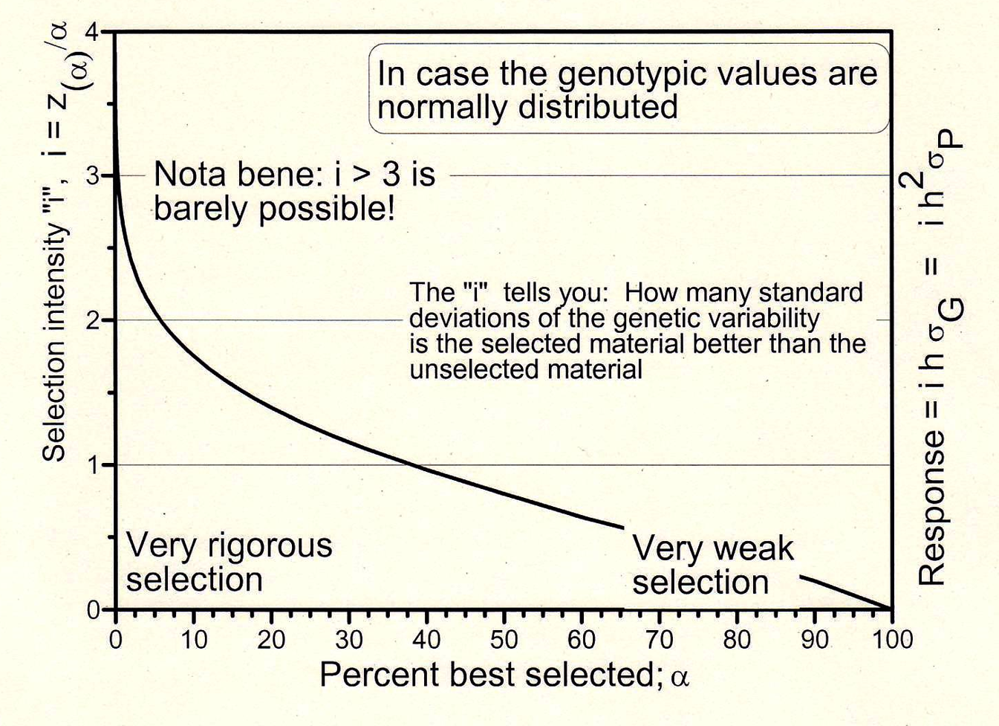 4
3
2
1
0
Selection intensity "i", i = z(α)/α
In case the genotypic values are
normally distributed
Nota bene: i > 3 is
barely possible!
The "i" tells you: How many standard
deviations of the genetic variability
is the selected material better than the
unselected material
Very rigorous
selection
Very weak
selection
0 10 20 30 40 50 60 70 80 90 100
Percent best selected; α
Response = i h σG = i h² σP